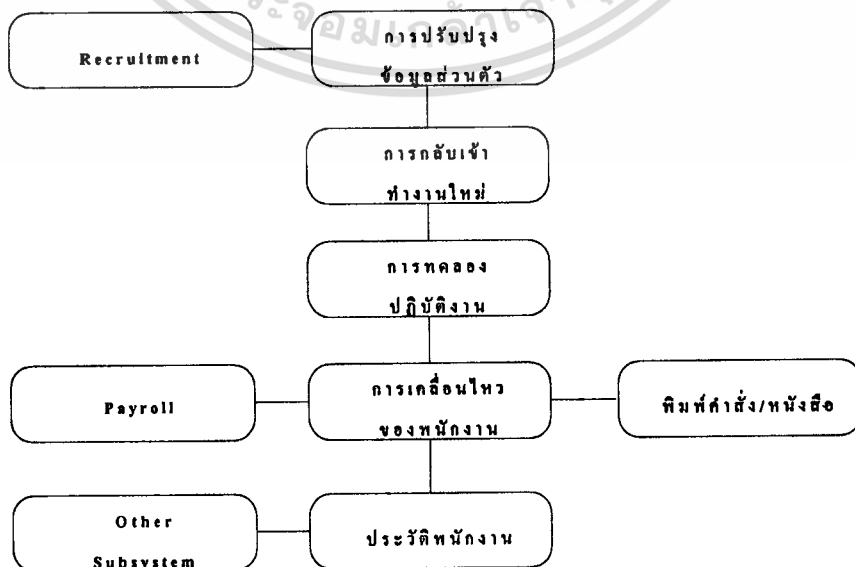 Recruitment
การปรับปรุง
ข้อมูลส่วนตัว
การกลับเข้า
ทำงานใหม่
การทดลอง
ปฏิบัติงาน
Payroll
การเคลื่อนไหว
ของพนักงาน
พิมพ์คำสั่ง/หนังสือ
Other
Subsystem
ประวัติพนักงาน